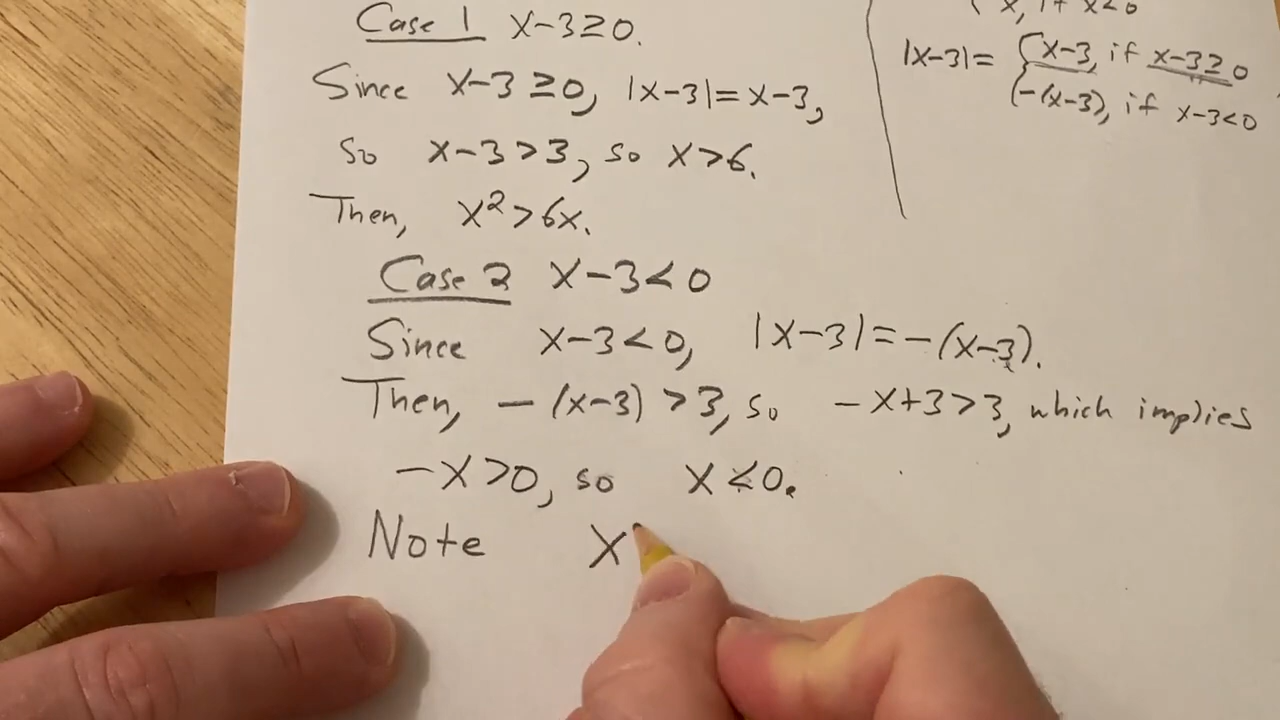 Case 1 x-3≥0.
Since x-3≥0, |x-3|=x-3,
so x-3>3, so x>6.
Then, x²>6x.
Case 2 x-3<0
Since x-3<0, |x-3|=-(x-3).
Then, -(x-3)>3, so -x+3>3, which implies
-x>0, so x<0.
Note x
x, if x<0
|x-3|= { x-3, if x-3≥0
-(x-3), if x-3<0